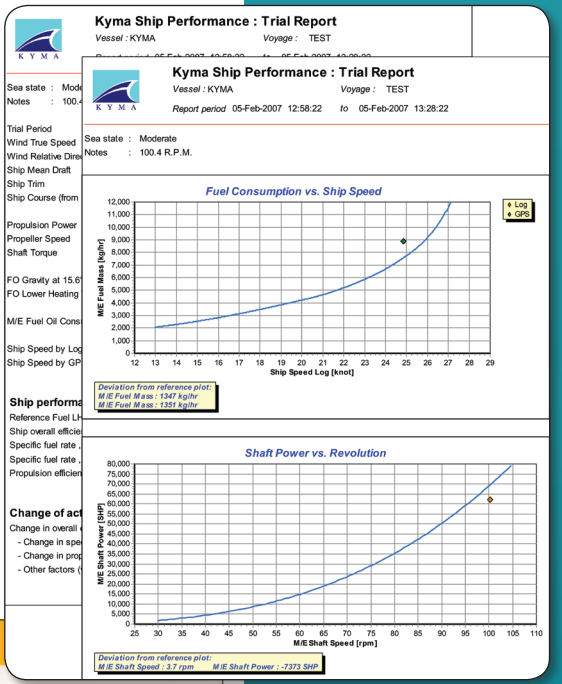 Kyma Ship Performance : Trial Report
Vessel : KYMA Voyage : TEST
KYMA
Sea state :
Notes : 100.4
Trial Period
Wind True Speed
Wind Relative
Ship Mean Draft
Ship Trim
Ship Course (from
Propulsion Power
Propeller Speed
Shaft Torque
FO Gravity at 15.6
FO Lower Heating
M/E Fuel Oil
Ship Speed by Log
Ship Speed by
Ship
Reference Fuel
Ship overall
Specific fuel rate ,
Specific fuel rate ,
Propulsion
Change of
Change in overall
- Change in
- Change in
- Other factors
Kyma Ship Performance : Trial Report
Vessel : KYMA Voyage : TEST
KYMA
Report period 05-Feb-2007 12:58:22 to 05-Feb-2007 13:28:22
Sea state : Moderate
Notes : 100.4 R.P.M.
Fuel Consumption vs. Ship Speed
Log
GPS
M/E Fuel Mass [kg/hr]
12,000
11,000
10,000
9,000
8,000
7,000
6,000
5,000
4,000
3,000
2,000
1,000
0
12 13 14 15 16 17 18 19 20 21 22 23 24 25 26 27 28 29
Ship Speed Log [knot]
Deviation from reference plot:
M/E Fuel Mass : 1347 kg/hr
M/E Fuel Mass : 1351 kg/hr
Shaft Power vs. Revolution
M/E Shaft Power [SHP]
80,000
75,000
70,000
65,000
60,000
55,000
50,000
45,000
40,000
35,000
30,000
25,000
20,000
15,000
10,000
5,000
0
25 30 35 40 45 50 55 60 65 70 75 80 85 90 95 100 105 110
M/E Shaft Speed [rpm]
Deviation from reference plot:
M/E Shaft Speed : 3.7 rpm M/E Shaft Power : -7373 SHP